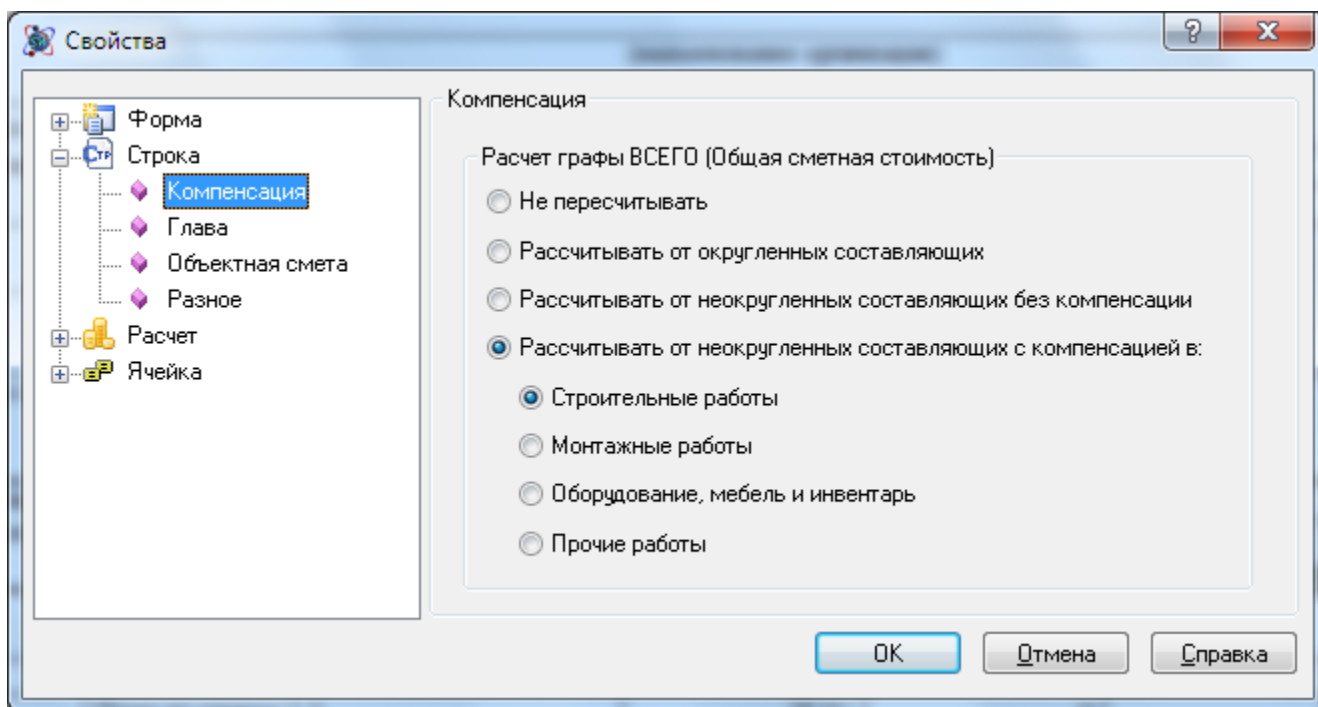 Свойства
Форма
Строка
Компенсация
Глава
Объектная смета
Разное
Расчет
Ячейка
Компенсация
Расчет графы ВСЕГО (Общая сметная стоимость)
Не пересчитывать
Рассчитывать от округленных составляющих
Рассчитывать от неокругленных составляющих без компенсации
Рассчитывать от неокругленных составляющих с компенсацией в:
Строительные работы
Монтажные работы
Оборудование, мебель и инвентарь
Прочие работы
OK
Отмена
Справка